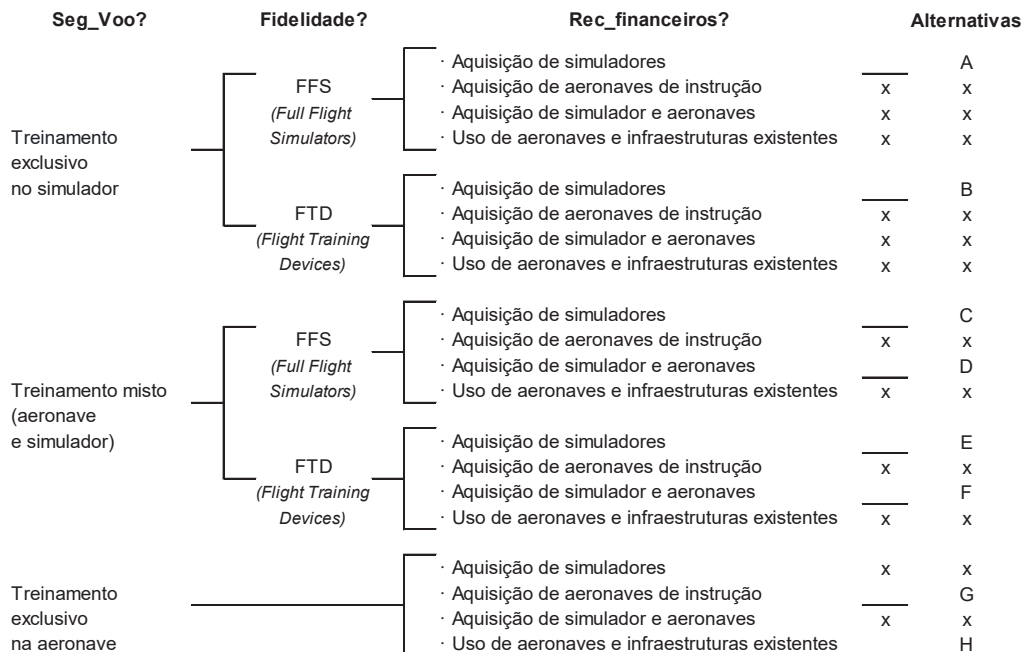 Seg_Voo? Fidelidade? Rec_financeiros? Alternativas
· Aquisição de simuladores A
FFS · Aquisição de aeronaves de instrução x x
(Full Flight · Aquisição de simulador e aeronaves x x
Treinamento Simulators) · Uso de aeronaves e infraestruturas existentes x x
exclusivo
no simulador · Aquisição de simuladores B
FTD · Aquisição de aeronaves de instrução x x
(Flight Training · Aquisição de simulador e aeronaves x x
Devices) · Uso de aeronaves e infraestruturas existentes x x
· Aquisição de simuladores C
FFS · Aquisição de aeronaves de instrução x x
(Full Flight · Aquisição de simulador e aeronaves D
Treinamento misto Simulators) · Uso de aeronaves e infraestruturas existentes x x
(aeronave
e simulador) · Aquisição de simuladores E
FTD · Aquisição de aeronaves de instrução x x
(Flight Training · Aquisição de simulador e aeronaves F
Devices) · Uso de aeronaves e infraestruturas existentes x x
· Aquisição de simuladores x x
Treinamento · Aquisição de aeronaves de instrução G
exclusivo · Aquisição de simulador e aeronaves x x
na aeronave · Uso de aeronaves e infraestruturas existentes H